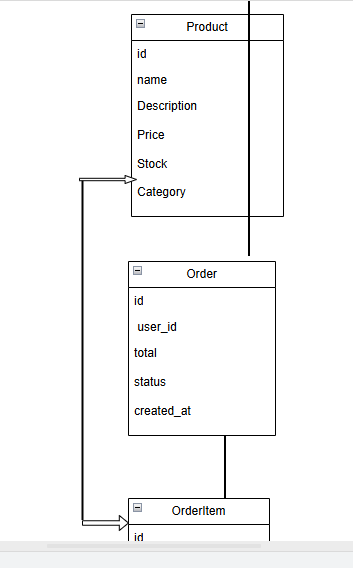 Product
id
name
Description
Price
Stock
Category
Order
id
user_id
total
status
created_at
OrderItem
id